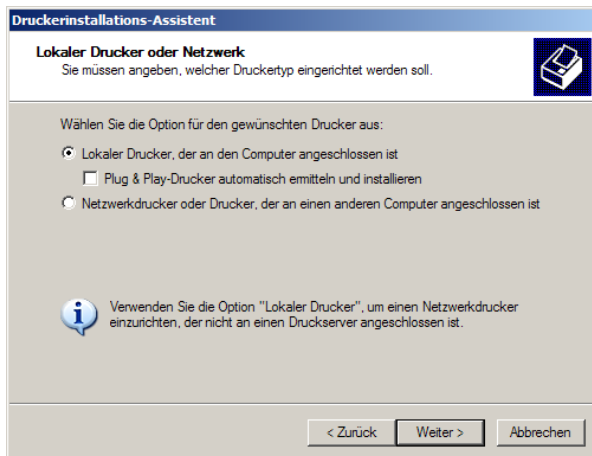 Druckerinstallations-Assistent
Lokaler Drucker oder Netzwerk
Sie müssen angeben, welcher Druckertyp eingerichtet werden soll.
Wählen Sie die Option für den gewünschten Drucker aus:
Lokaler Drucker, der an den Computer angeschlossen ist
Plug & Play-Drucker automatisch ermitteln und installieren
Netzwerkdrucker oder Drucker, der an einen anderen Computer angeschlossen ist
Verwenden Sie die Option "Lokaler Drucker", um einen Netzwerkdrucker
einzurichten, der nicht an einen Druckserver angeschlossen ist.
< Zurück Weiter > Abbrechen